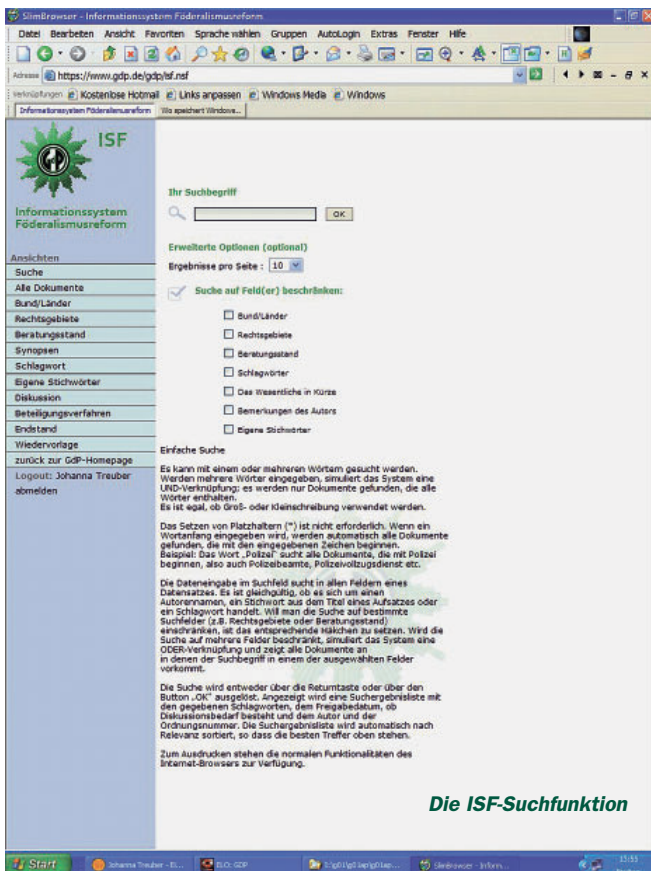 SlimBrowser - Informationssystem Föderalismusreform
Datei Bearbeiten Ansicht Favoriten Sprache wählen Gruppen AutoLogin Extras Fenster Hilfe
Adresse https://www.gdp.de/gdp/isf.nsf
Verknüpfungen Kostenlose Hotmail Links anpassen Windows Media Windows
Informationssystem Föderalismusreform Wo speichert Windows...
ISF
GdP
Informationssystem
Föderalismusreform
Ansichten
Suche
Alle Dokumente
Bund/Länder
Rechtsgebiete
Beratungsstand
Synopsen
Schlagwort
Eigene Stichwörter
Diskussion
Beteiligungsverfahren
Endstand
Wiedervorlage
zurück zur GdP-Homepage
Logout: Johanna Treuber
abmelden
Ihr Suchbegriff
OK
Erweiterte Optionen (optional)
Ergebnisse pro Seite : 10
Suche auf Feld(er) beschränken:
Bund/Länder
Rechtsgebiete
Beratungsstand
Schlagwörter
Das Wesentliche in Kürze
Bemerkungen des Autors
Eigene Stichwörter
Einfache Suche
Es kann mit einem oder mehreren Wörtern gesucht werden.
Werden mehrere Wörter eingegeben, simuliert das System eine
UND-Verknüpfung; es werden nur Dokumente gefunden, die alle
Wörter enthalten.
Es ist egal, ob Groß- oder Kleinschreibung verwendet werden.
Das Setzen von Platzhaltern (*) ist nicht erforderlich. Wenn ein
Wortanfang eingegeben wird, werden automatisch alle Dokumente
gefunden, die mit den eingegebenen Zeichen beginnen.
Beispiel: Das Wort „Polizei" sucht alle Dokumente, die mit Polizei
beginnen, also auch Polizeibeamte, Polizeivollzugsdienst etc.
Die Dateneingabe im Suchfeld sucht in allen Feldern eines
Datensatzes. Es ist gleichgültig, ob es sich um einen
Autorennamen, ein Stichwort aus dem Titel eines Aufsatzes oder
ein Schlagwort handelt. Will man die Suche auf bestimmte
Suchfelder (z.B. Rechtsgebiete oder Beratungsstand)
einschränken, ist das entsprechende Häkchen zu setzen. Wird die
Suche auf mehrere Felder beschränkt, simuliert das System eine
ODER-Verknüpfung und zeigt alle Dokumente an
in denen der Suchbegriff in einem der ausgewählten Felder
vorkommt.
Die Suche wird entweder über die Returntaste oder über den
Button „OK" ausgelöst. Angezeigt wird eine Suchergebnisliste mit
den gegebenen Schlagworten, dem Freigabedatum, ob
Diskussionsbedarf besteht und dem Autor und der
Ordnungsnummer. Die Suchergebnisliste wird automatisch nach
Relevanz sortiert, so dass die besten Treffer oben stehen.
Zum Ausdrucken stehen die normalen Funktionalitäten des
Internet-Browsers zur Verfügung.
Die ISF-Suchfunktion
Start Johanna Treuber - EL... ELO: GDP SlimBrowser - Inform... 15:55